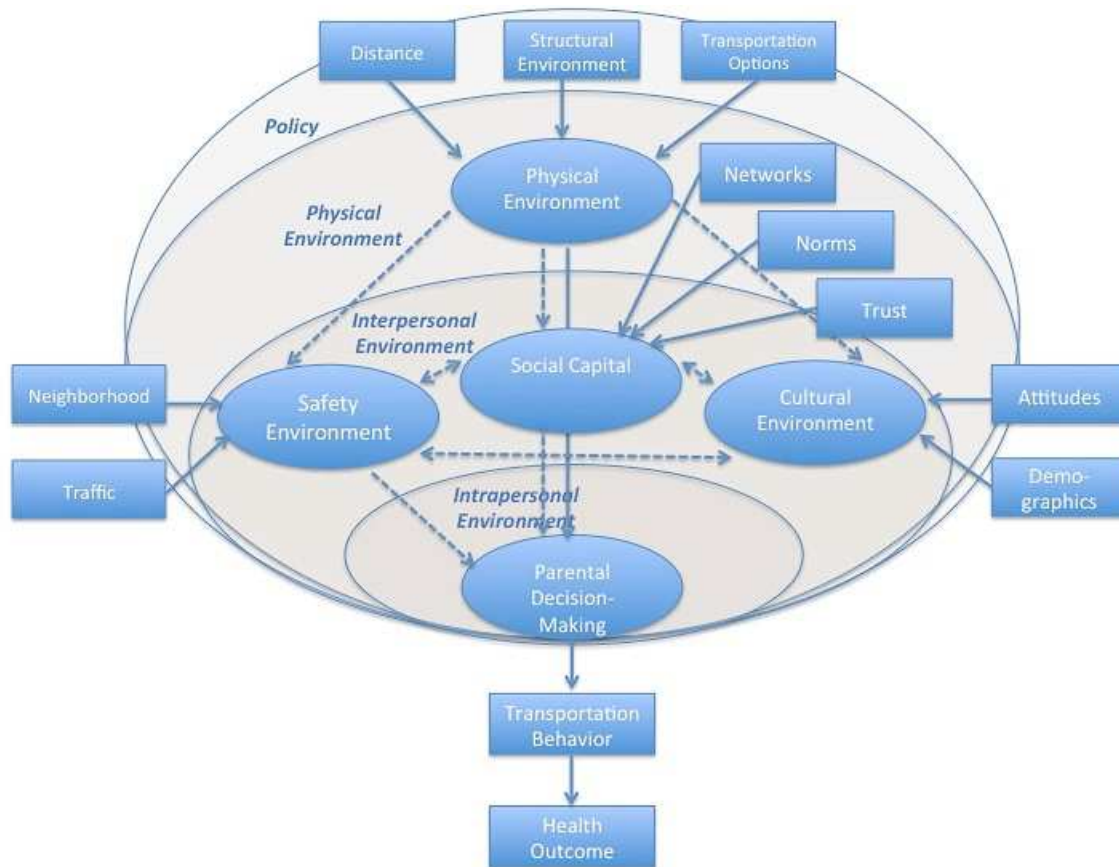 Distance
Structural
Environment
Transportation
Options
Policy
Physical
Environment
Networks
Physical
Environment
Norms
Trust
Interpersonal
Environment
Social Capital
Neighborhood
Safety
Environment
Cultural
Environment
Attitudes
Traffic
Intrapersonal
Environment
Demo-
graphics
Parental
Decision-
Making
Transportation
Behavior
Health
Outcome